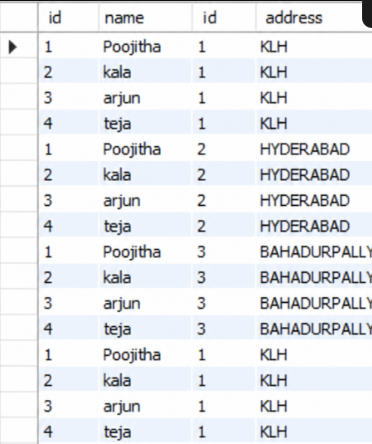 id name id address
1 Poojitha 1 KLH
2 kala 1 KLH
3 arjun 1 KLH
4 teja 1 KLH
1 Poojitha 2 HYDERABAD
2 kala 2 HYDERABAD
3 arjun 2 HYDERABAD
4 teja 2 HYDERABAD
1 Poojitha 3 BAHADURPALLY
2 kala 3 BAHADURPALLY
3 arjun 3 BAHADURPALLY
4 teja 3 BAHADURPALLY
1 Poojitha 1 KLH
2 kala 1 KLH
3 arjun 1 KLH
4 teja 1 KLH